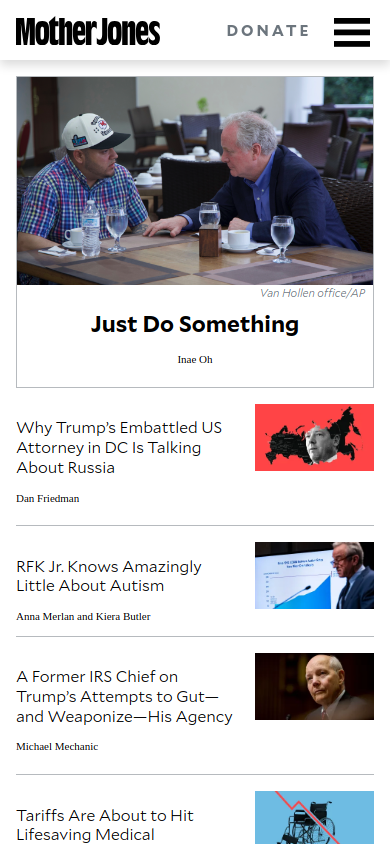 Mother Jones
DONATE
Van Hollen office/AP
Just Do Something
Inae Oh
Why Trump's Embattled US
Attorney in DC Is Talking
About Russia
Dan Friedman
RFK Jr. Knows Amazingly
Little About Autism
Anna Merlan and Kiera Butler
A Former IRS Chief on
Trump's Attempts to Gut—
and Weaponize—His Agency
Michael Mechanic
Tariffs Are About to Hit
Lifesaving Medical